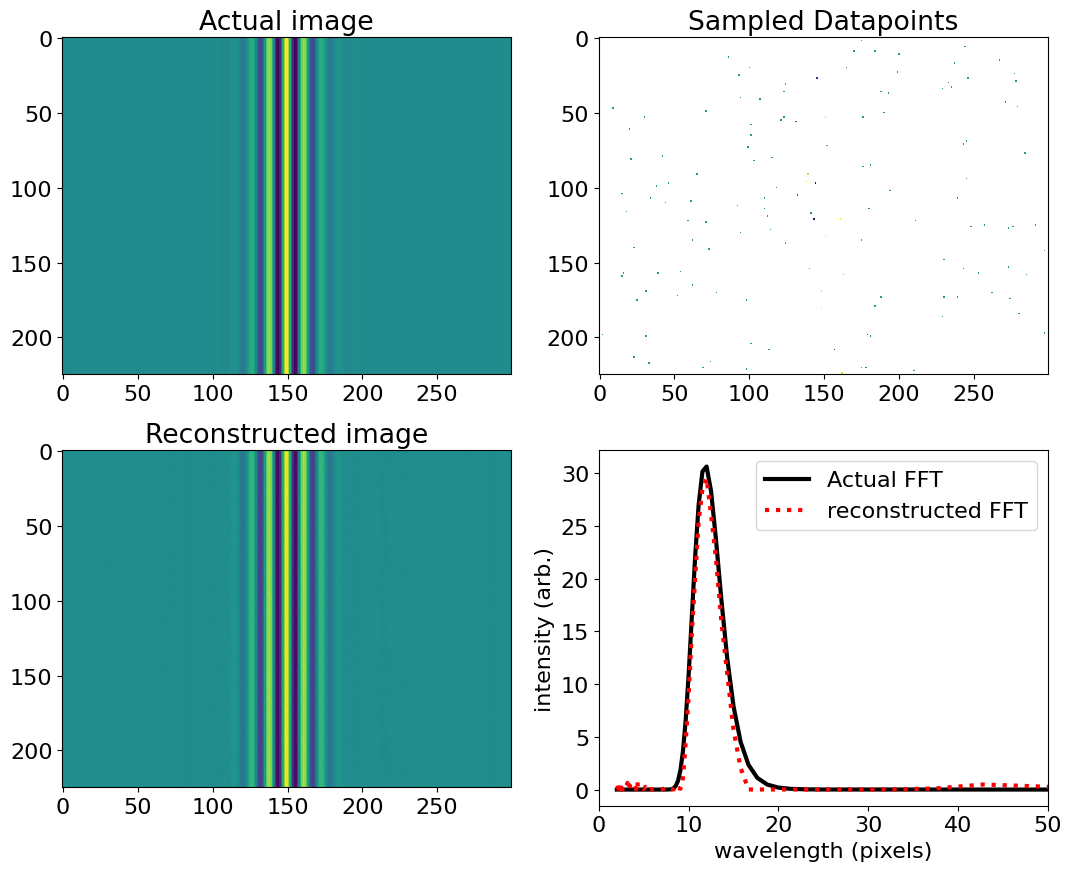 Actual image
0
50
100
150
200
0 50 100 150 200 250
Sampled Datapoints
0
50
100
150
200
0 50 100 150 200 250
Reconstructed image
0
50
100
150
200
0 50 100 150 200 250
intensity (arb.)
30
25
20
15
10
5
0
Actual FFT
reconstructed FFT
0 10 20 30 40 50
wavelength (pixels)